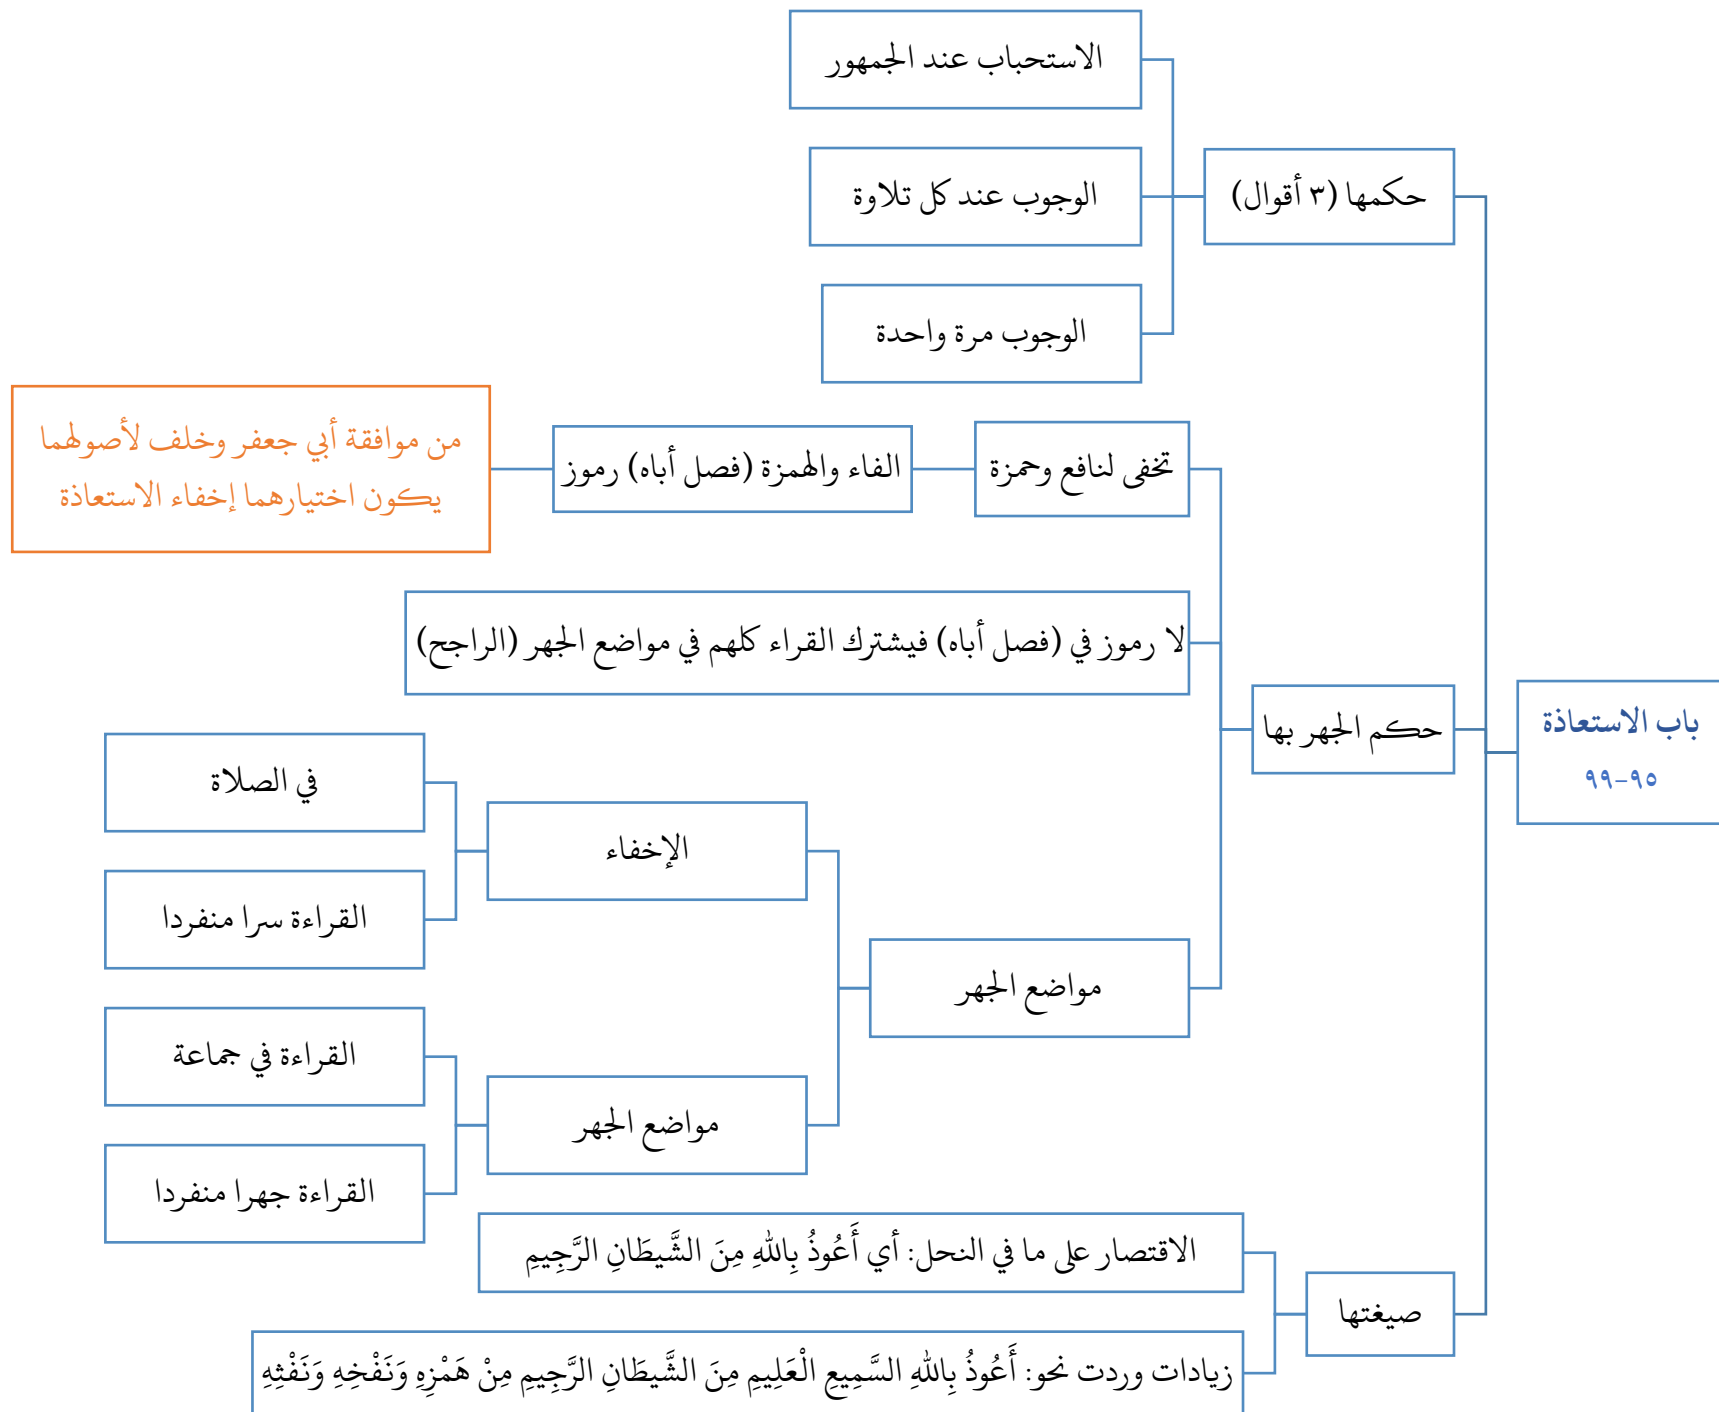 باب الاستعاذة
٩٥-٩٩
حكمها (٣ أقوال)
الاستحباب عند الجمهور
الوجوب عند كل تلاوة
الوجوب مرة واحدة
حكم الجهر بها
تخفى لنافع وحمزة
الفاء والهمزة (فصل أباه) رموز
من موافقة أبي جعفر وخلف لأصولهما
يكون اختيارهما إخفاء الاستعاذة
لا رموز في (فصل أباه) فيشترك القراء كلهم في مواضع الجهر (الراجح)
مواضع الجهر
الإخفاء
في الصلاة
القراءة سرا منفردا
مواضع الجهر
القراءة في جماعة
القراءة جهرا منفردا
صيغتها
الاقتصار على ما في النحل: أي أَعُوذُ بِاللهِ مِنَ الشَّيطَانِ الرَّجِيمِ
زيادات وردت نحو: أَعُوذُ بِاللهِ السَّمِيعِ الْعَلِيمِ مِنَ الشَّيطَانِ الرَّجِيمِ مِنْ هَمْزِهِ وَنَفْخِهِ وَنَفْثِهِ